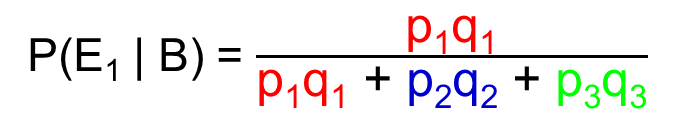 P(E₁ | B) = p₁q₁ / p₁q₁ + p₂q₂ + p₃q₃